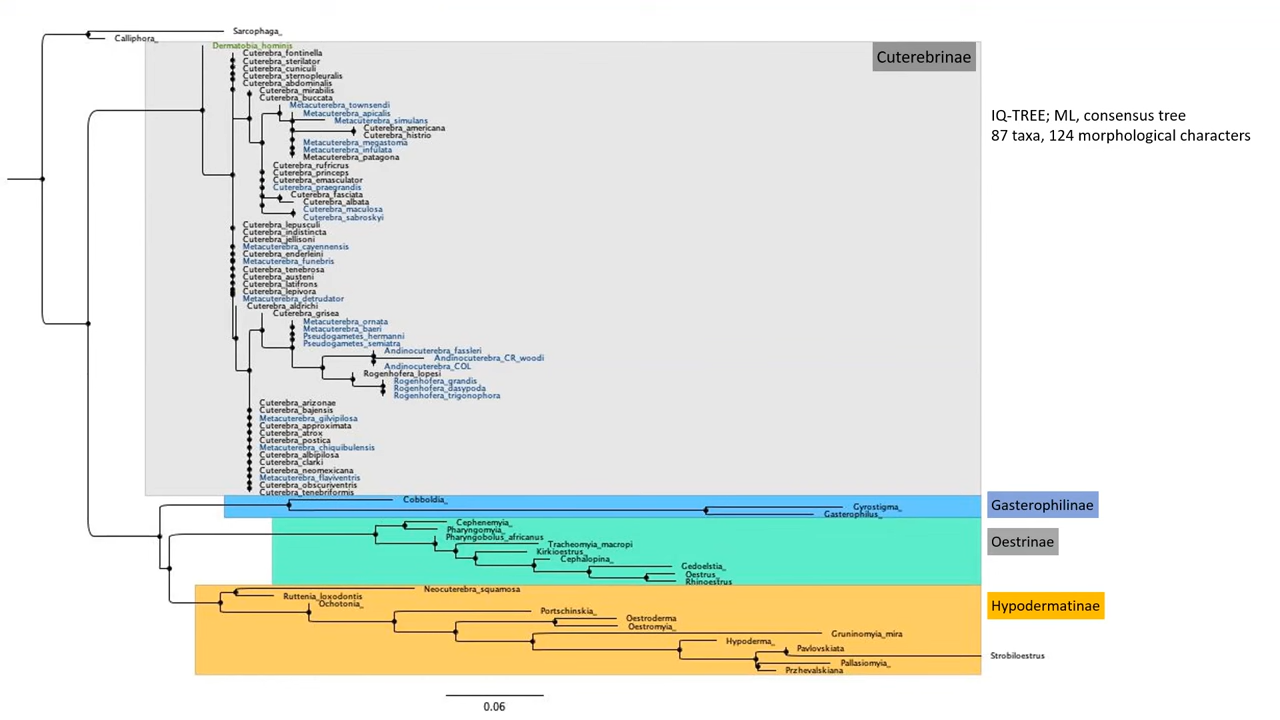 Sarcophaga_
Calliphora_
Dermatobia_hominis
Cuterebra_fontinella
Cuterebra_sterilator
Cuterebra_cuniculi
Cuterebra_sternopleuralis
Cuterebra_abdominalis
Cuterebra_mirabilis
Cuterebra_buccata
Metacuterebra_townsendi
Metacuterebra_apicalis
Metacuterebra_simulans
Cuterebra_americana
Cuterebra_histrio
Metacuterebra_megastoma
Metacuterebra_infulata
Metacuterebra_patagona
Cuterebra_ruficrus
Cuterebra_princeps
Cuterebra_emasculator
Cuterebra_praegrandis
Cuterebra_fasciata
Cuterebra_albata
Cuterebra_maculosa
Cuterebra_sabroskyi
Cuterebra_lepusculi
Cuterebra_indistincta
Cuterebra_jellisoni
Metacuterebra_cayennensis
Cuterebra_enderleini
Metacuterebra_funebris
Cuterebra_tenebrosa
Cuterebra_austeni
Cuterebra_latifrons
Cuterebra_lepivora
Metacuterebra_detrudator
Cuterebra_aldrichi
Cuterebra_grisea
Metacuterebra_ornata
Metacuterebra_baeri
Pseudogametes_hermanni
Pseudogametes_semiatra
Andinocuterebra_fassleri
Andinocuterebra_CR_woodi
Andinocuterebra_COL
Rogenhofera_lopesi
Rogenhofera_grandis
Rogenhofera_dasypoda
Rogenhofera_trigonophora
Cuterebra_arizonae
Cuterebra_bajensis
Metacuterebra_gilvipilosa
Cuterebra_approximata
Cuterebra_atrox
Cuterebra_postica
Metacuterebra_chiquibulensis
Cuterebra_albipilosa
Cuterebra_clarki
Cuterebra_neomexicana
Metacuterebra_flaviventris
Cuterebra_obscuriventris
Cuterebra_tenebriformis
Cobboldia_
Gyrostigma_
Gasterophilus_
Cephenemyia_
Pharyngomyia_
Pharyngobolus_africanus
Tracheomyia_macropi
Kirkioestrus_
Cephalopina_
Gedoelstia_
Oestrus_
Rhinoestrus
Neocuterebra_squamosa
Ruttenia_loxodontis
Ochotonia_
Portschinskia_
Oestroderma
Oestromyia_
Gruninomyia_mira
Hypoderma_
Pavlovskiata
Strobiloestrus
Pallasiomyia_
Przhevalskiana
0.06
Cuterebrinae
IQ-TREE; ML, consensus tree
87 taxa, 124 morphological characters
Gasterophilinae
Oestrinae
Hypodermatinae